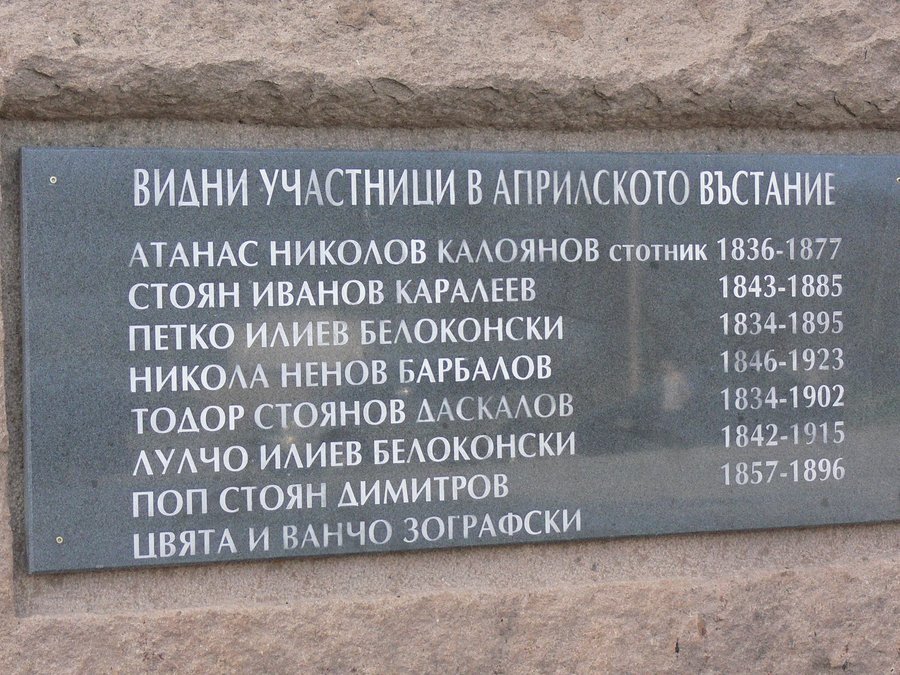 ВИДНИ УЧАСТНИЦИ В АПРИЛСКОТО ВЪСТАНИЕ
АТАНАС НИКОЛОВ КАЛОЯНОВ стотник 1836-1877
СТОЯН ИВАНОВ КАРАЛЕЕВ 1843-1885
ПЕТКО ИЛИЕВ БЕЛОКОНСКИ 1834-1895
НИКОЛА НЕНОВ БАРБАЛОВ 1846-1923
ТОДОР СТОЯНОВ ДАСКАЛОВ 1834-1902
ЛУЛЧО ИЛИЕВ БЕЛОКОНСКИ 1842-1915
ПОП СТОЯН ДИМИТРОВ 1857-1896
ЦВЯТА И ВАНЧО ЗОГРАФСКИ